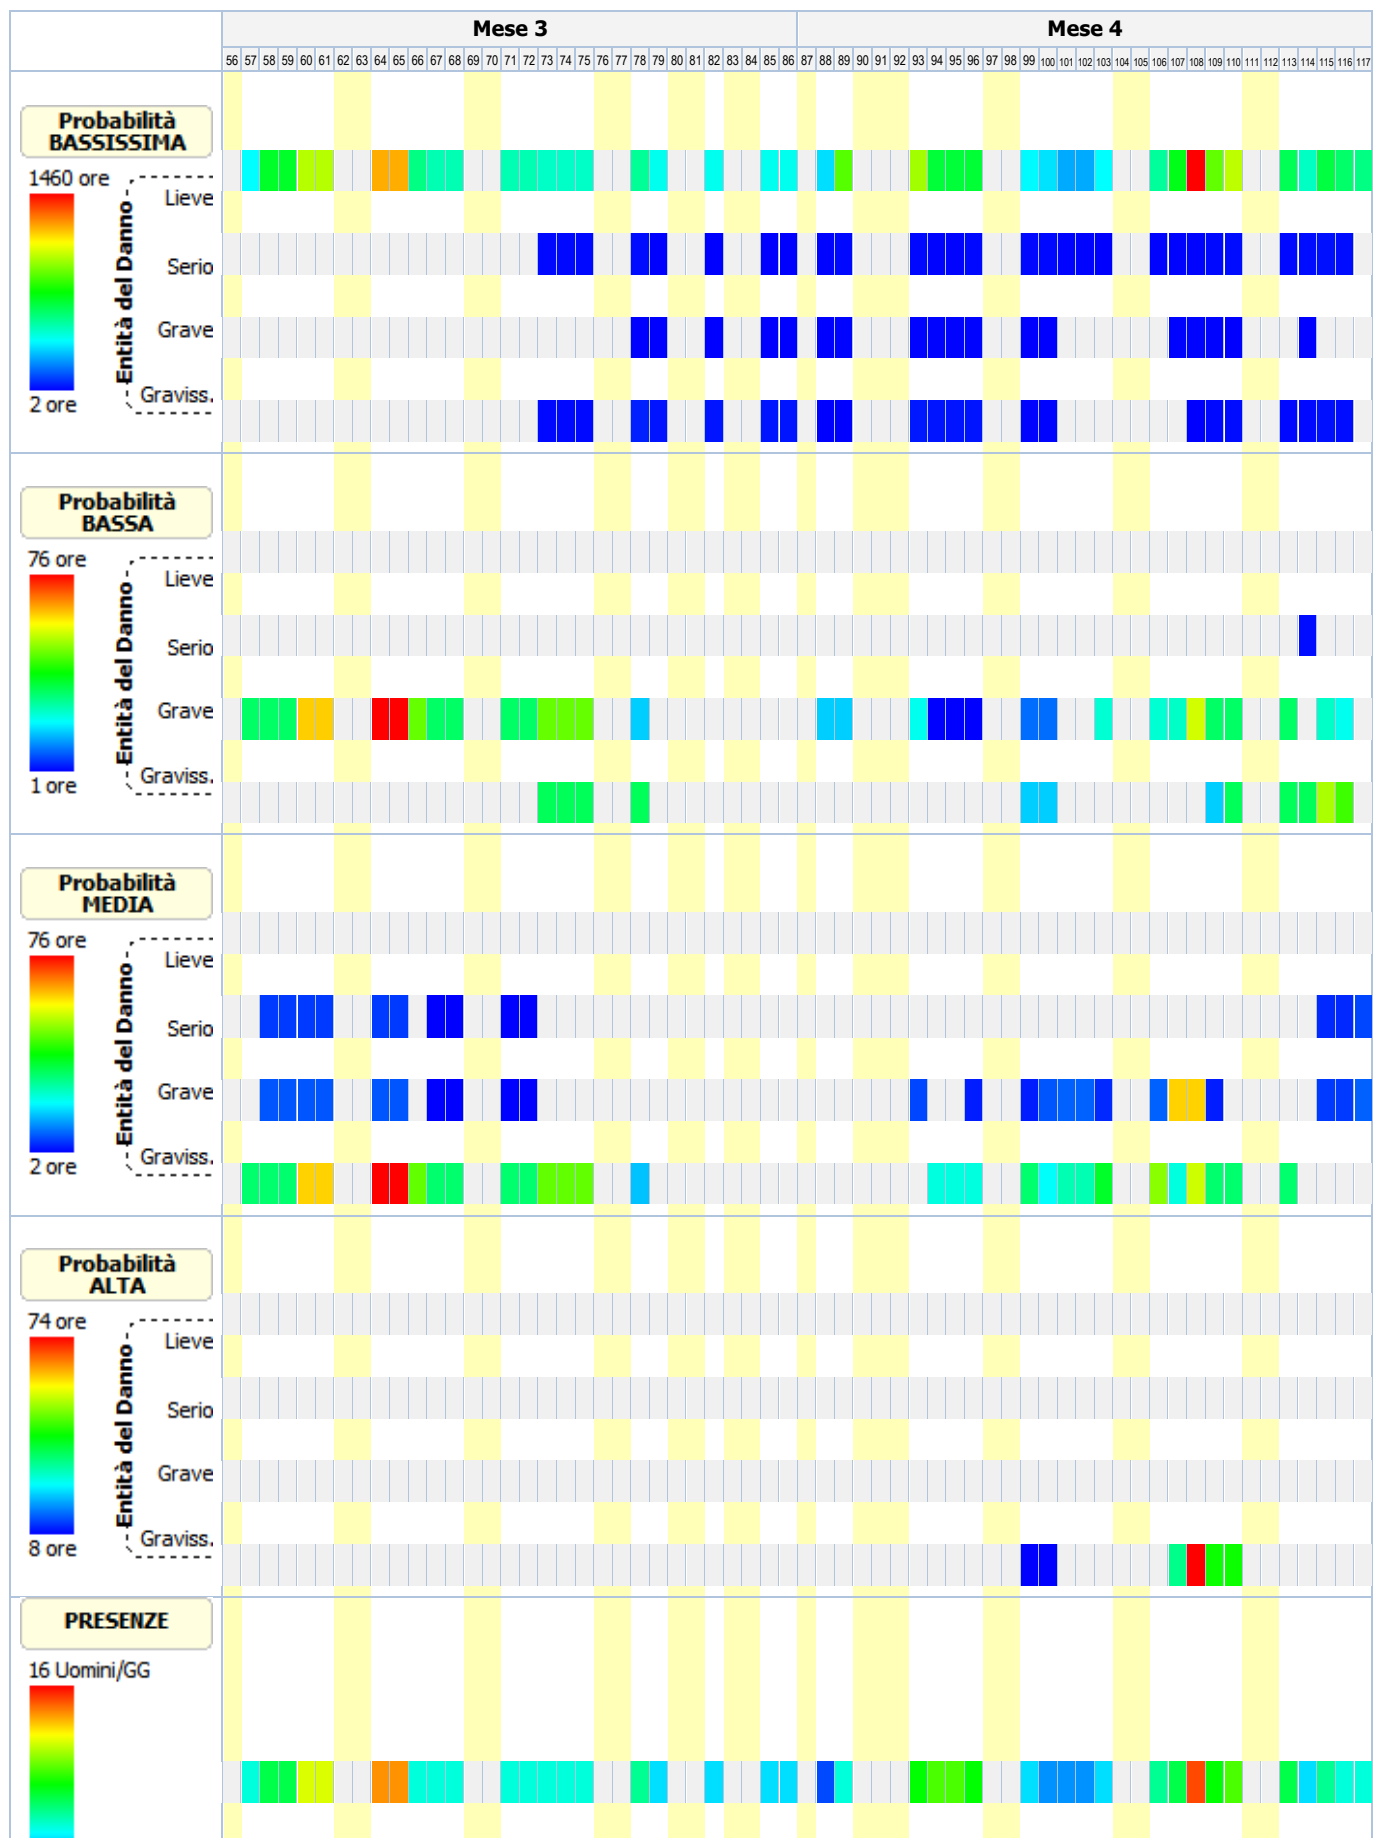 Mese 3 Mese 4
56 57 58 59 60 61 62 63 64 65 66 67 68 69 70 71 72 73 74 75 76 77 78 79 80 81 82 83 84 85 86 87 88 89 90 91 92 93 94 95 96 97 98 99 100 101 102 103 104 105 106 107 108 109 110 111 112 113 114 115 116 117
Probabilità
BASSISSIMA
1460 ore
Entità del Danno
Lieve
Serio
Grave
Graviss.
2 ore
Probabilità
BASSA
76 ore
Entità del Danno
Lieve
Serio
Grave
Graviss.
1 ore
Probabilità
MEDIA
76 ore
Entità del Danno
Lieve
Serio
Grave
Graviss.
2 ore
Probabilità
ALTA
74 ore
Entità del Danno
Lieve
Serio
Grave
Graviss.
8 ore
PRESENZE
16 Uomini/GG